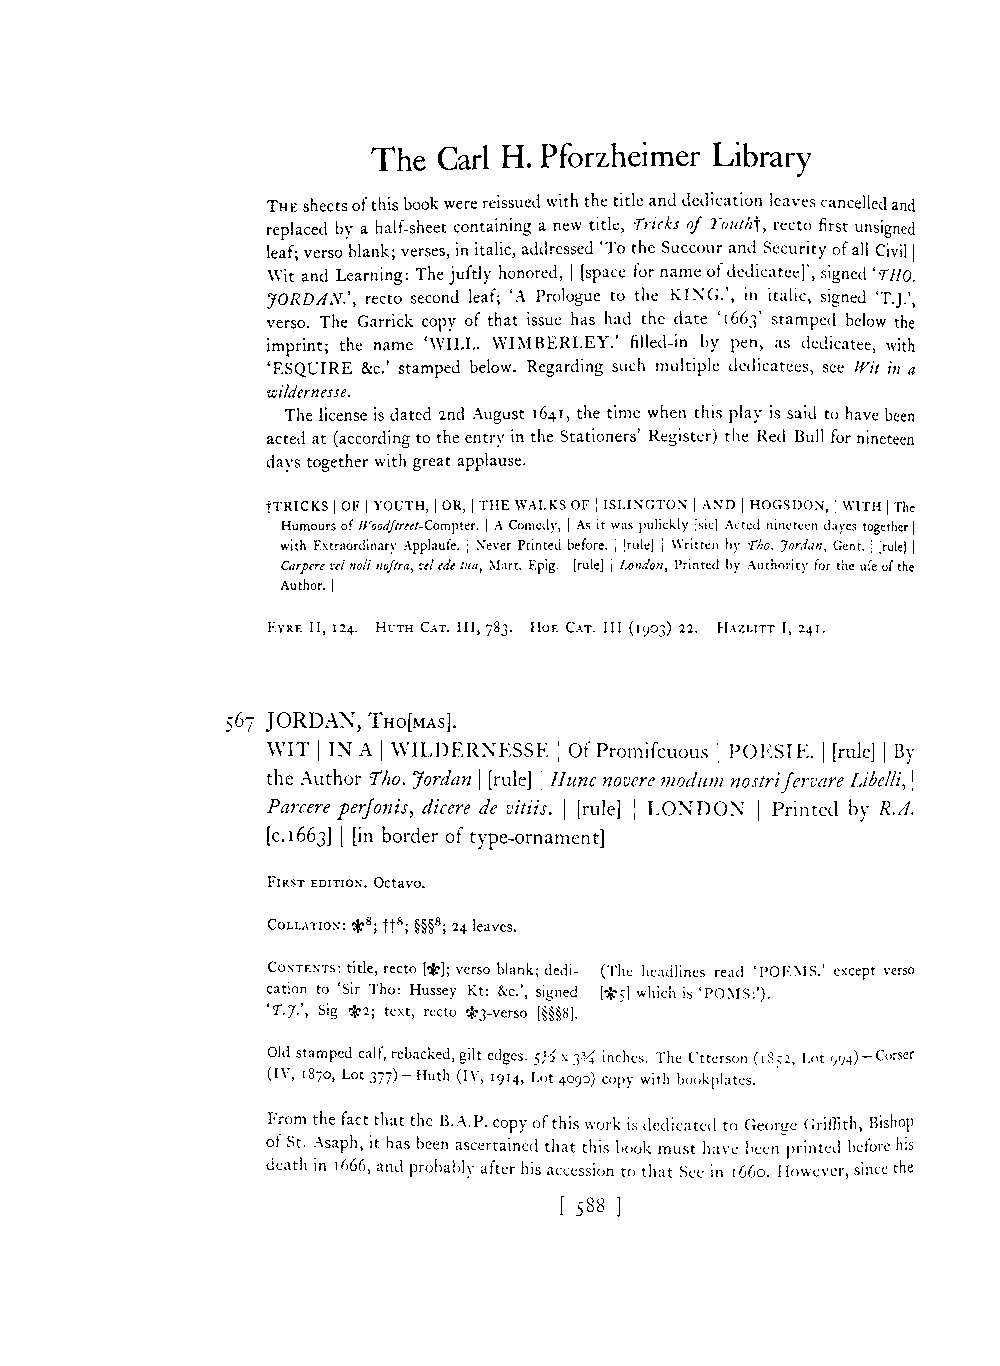 The Carl H. Pforzheimer Library
THE sheets of this book were reissued with the title and dedication leaves cancelled and
replaced by a half-sheet containing a new title, Tricks of Youth†, recto first unsigned
leaf; verso blank; verses, in italic, addressed 'To the Succour and Security of all Civil |
Wit and Learning: The juſtly honored, | [space for name of dedicatee]', signed 'THO.
JORDAN.', recto second leaf; 'A Prologue to the KING.', in italic, signed 'T.J.',
verso. The Garrick copy of that issue has had the date '1663' stamped below the
imprint; the name 'WILL. WIMBERLEY.' filled-in by pen, as dedicatee, with
'ESQUIRE &c.' stamped below. Regarding such multiple dedicatees, see Wit in a
wildernesse.
The license is dated 2nd August 1641, the time when this play is said to have been
acted at (according to the entry in the Stationers' Register) the Red Bull for nineteen
days together with great applause.
†TRICKS | OF | YOUTH, | OR, | THE WALKS OF | ISLINGTON | AND | HOGSDON, | WITH | The
Humours of Woodſtreet-Compter. | A Comedy, | As it was pulickly [sic] Acted nineteen dayes together |
with Extraordinary Applauſe. | Never Printed before. | [rule] | Written by Tho. Jordan, Gent. | [rule] |
Carpere vel noli noſtra, vel ede tua, Mart. Epig. [rule] | London, Printed by Authority for the uſe of the
Author. |
EYRE II, 124. HUTH CAT. III, 783. HOE CAT. III (1903) 22. HAZLITT I, 241.
567 JORDAN, THO[MAS].
WIT | IN A | WILDERNESSE | Of Promiſcuous | POESIE. | [rule] | By
the Author Tho. Jordan | [rule] | Hunc novere modum nostri ſervare Libelli, |
Parcere perſonis, dicere de vitiis. | [rule] | LONDON | Printed by R.A.
[c.1663] | [in border of type-ornament]
FIRST EDITION. Octavo.
COLLATION: ✱⁸; ††⁸; §§§⁸; 24 leaves.
CONTENTS: title, recto [✱]; verso blank; dedi-
cation to 'Sir Tho: Hussey Kt: &c.', signed
'T.J.', Sig ✱2; text, recto ✱3-verso [§§§8].
(The headlines read 'POEMS.' except verso
[✱5] which is 'POMS:').
Old stamped calf, rebacked, gilt edges. 5½ x 3¾ inches. The Utterson (1852, Lot 994) — Corser
(IV, 1870, Lot 377) — Huth (IV, 1914, Lot 4090) copy with bookplates.
From the fact that the B.A.P. copy of this work is dedicated to George Griffith, Bishop
of St. Asaph, it has been ascertained that this book must have been printed before his
death in 1666, and probably after his accession to that See in 1660. However, since the
[ 588 ]